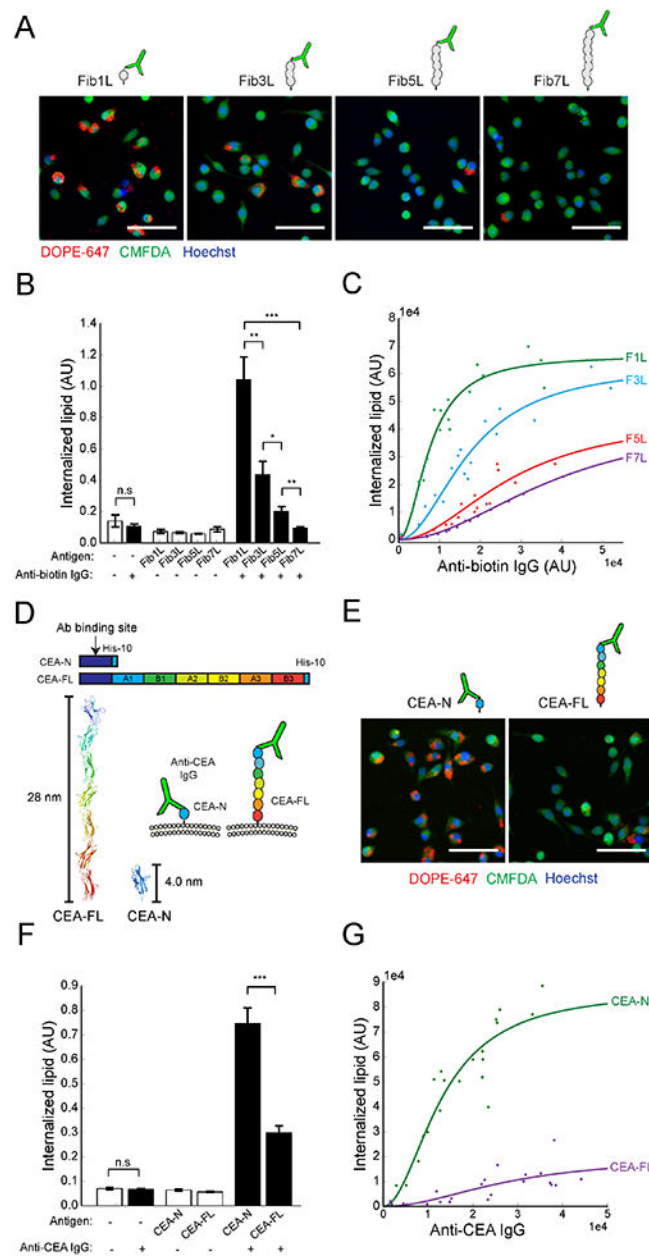 A
Fib1L Fib3L Fib5L Fib7L
DOPE-647 CMFDA Hoechst
B
Internalized lipid (AU)
1.4
1.2
1.0
0.8
0.6
0.4
0.2
0.0
n.s
***
**
*
**
Antigen: - - Fib1L Fib3L Fib5L Fib7L Fib1L Fib3L Fib5L Fib7L
Anti-biotin IgG: - + - - - - + + + +
C
1e4
Internalized lipid (AU)
8
7
6
5
4
3
2
1
0
F1L
F3L
F5L
F7L
0 1 2 3 4 5
1e4
Anti-biotin IgG (AU)
D
Ab binding site
His-10
CEA-N
His-10
CEA-FL A1 B1 A2 B2 A3 B3
28 nm
Anti-CEA
IgG
CEA-N
CEA-FL
4.0 nm
CEA-FL CEA-N
E
CEA-N CEA-FL
DOPE-647 CMFDA Hoechst
F
Internalized lipid (AU)
0.9
0.8
0.7
0.6
0.5
0.4
0.3
0.2
0.1
0.0
n.s
***
Antigen: - - CEA-N CEA-FL CEA-N CEA-FL
Anti-CEA IgG: - + - - + +
G
1e4
Internalized lipid (AU)
9
8
7
6
5
4
3
2
1
0
CEA-N
CEA-FL
0 1 2 3 4 5
1e4
Anti-CEA IgG